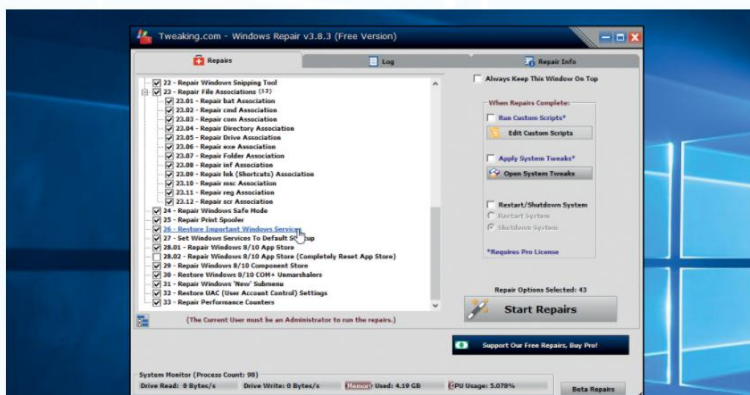 Tweaking.com - Windows Repair v3.8.3 (Free Version)
Repairs
Log
Repair Info
22 - Repair Windows Snipping Tool
23 - Repair File Associations (12)
23.01 - Repair bat Association
23.02 - Repair cmd Association
23.03 - Repair com Association
23.04 - Repair Directory Association
23.05 - Repair Drive Association
23.06 - Repair exe Association
23.07 - Repair Folder Association
23.08 - Repair inf Association
23.09 - Repair lnk (Shortcuts) Association
23.10 - Repair msc Association
23.11 - Repair reg Association
23.12 - Repair scr Association
24 - Repair Windows Safe Mode
25 - Repair Print Spooler
26 - Restore Important Windows Services
27 - Set Windows Services To Default
28.01 - Repair Windows 8/10 App Store
28.02 - Repair Windows 8/10 App Store (Completely Reset App Store)
29 - Repair Windows 8/10 Component Store
30 - Restore Windows 8/10 COM+ Unmarshalers
31 - Repair Windows 'New' Submenu
32 - Restore UAC (User Account Control) Settings
33 - Repair Performance Counters
(The Current User must be an Administrator to run the repairs.)
Always Keep This Window On Top
When Repairs Complete:
Run Custom Scripts*
Edit Custom Scripts
Apply System Tweaks*
Open System Tweaks
Restart/Shutdown System
Restart System
Shutdown System
*Requires Pro License
Repair Options Selected: 43
Start Repairs
Support Our Free Repairs, Buy Pro!
System Monitor (Process Count: 98)
Drive Read: 0 Bytes/s
Drive Write: 0 Bytes/s
Memory Used: 4.19 GB
CPU Usage: 5.078%
Beta Repairs